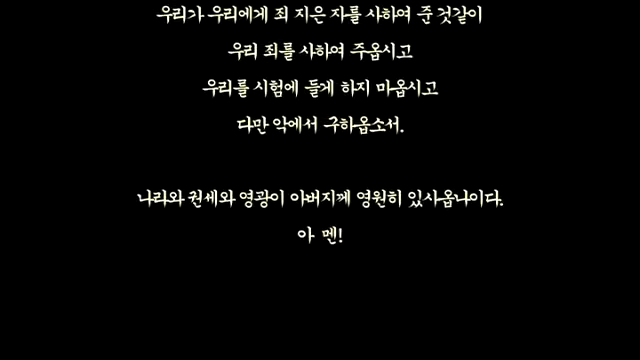 우리가 우리에게 죄 지은 자를 사하여 준 것같이
우리 죄를 사하여 주옵시고
우리를 시험에 들게 하지 마옵시고
다만 악에서 구하옵소서.
나라와 권세와 영광이 아버지께 영원히 있사옵나이다.
아 멘!